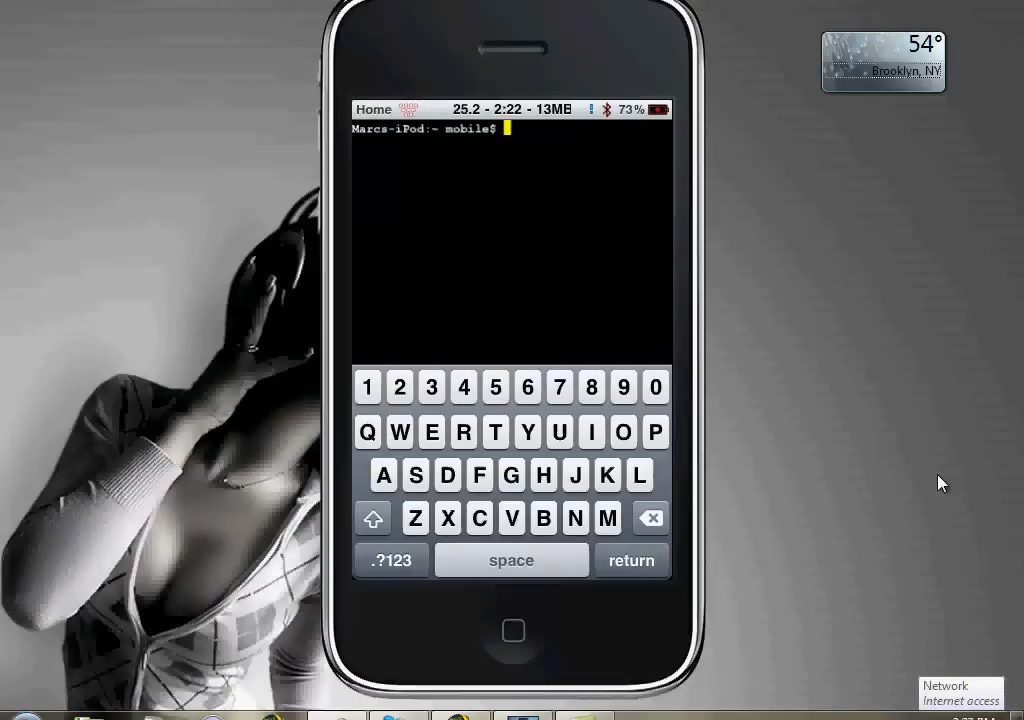 54°
Brooklyn, NY
Home 25.2 - 2:22 - 13MB 73%
Marcs-iPod:~ mobile$
1 2 3 4 5 6 7 8 9 0
Q W E R T Y U I O P
A S D F G H J K L
Z X C V B N M
.?123 space return
Network
Internet access